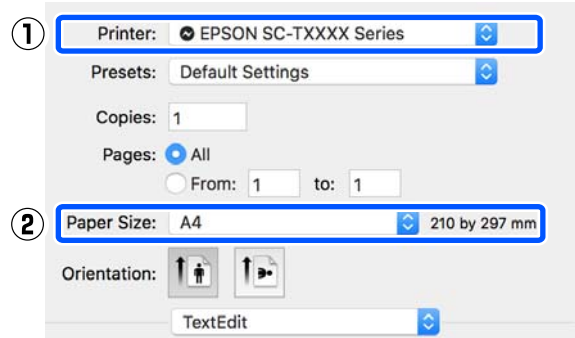 ① Printer: EPSON SC-TXXXX Series
Presets: Default Settings
Copies: 1
Pages: All
From: 1 to: 1
② Paper Size: A4 210 by 297 mm
Orientation:
TextEdit